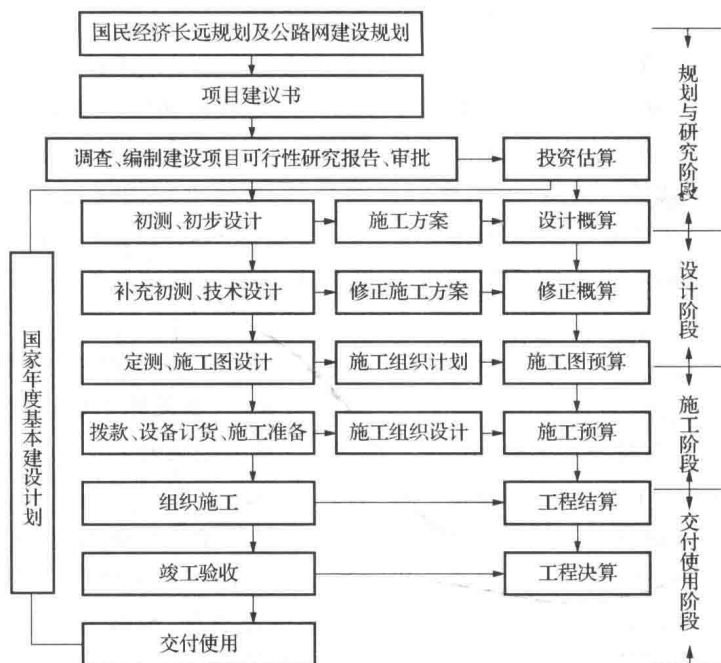 国民经济长远规划及公路网建设规划
项目建议书
调查、编制建设项目可行性研究报告、审批
投资估算
初测、初步设计
施工方案
设计概算
补充初测、技术设计
修正施工方案
修正概算
定测、施工图设计
施工组织计划
施工图预算
拨款、设备订货、施工准备
施工组织设计
施工预算
组织施工
工程结算
竣工验收
工程决算
交付使用
国家年度基本建设计划
规划与研究阶段
设计阶段
施工阶段
交付使用阶段